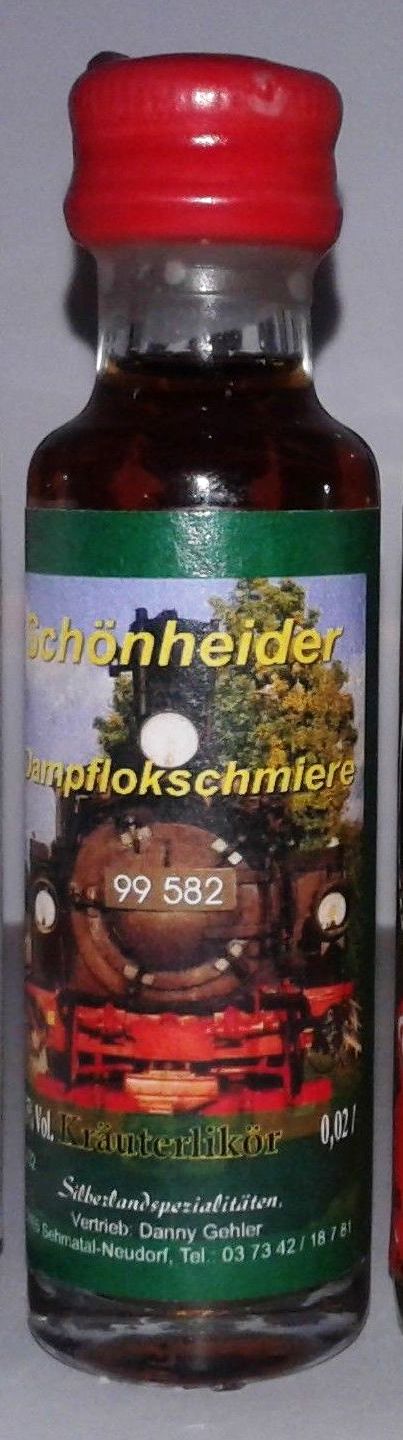 Schönheider
Dampflokschmiere
99 582
Vol. Kräuterlikör 0,02 l
Silberlandspezialitäten.
Vertrieb: Danny Gehler
Sehmatal-Neudorf, Tel.: 03 73 42 / 18 7 81